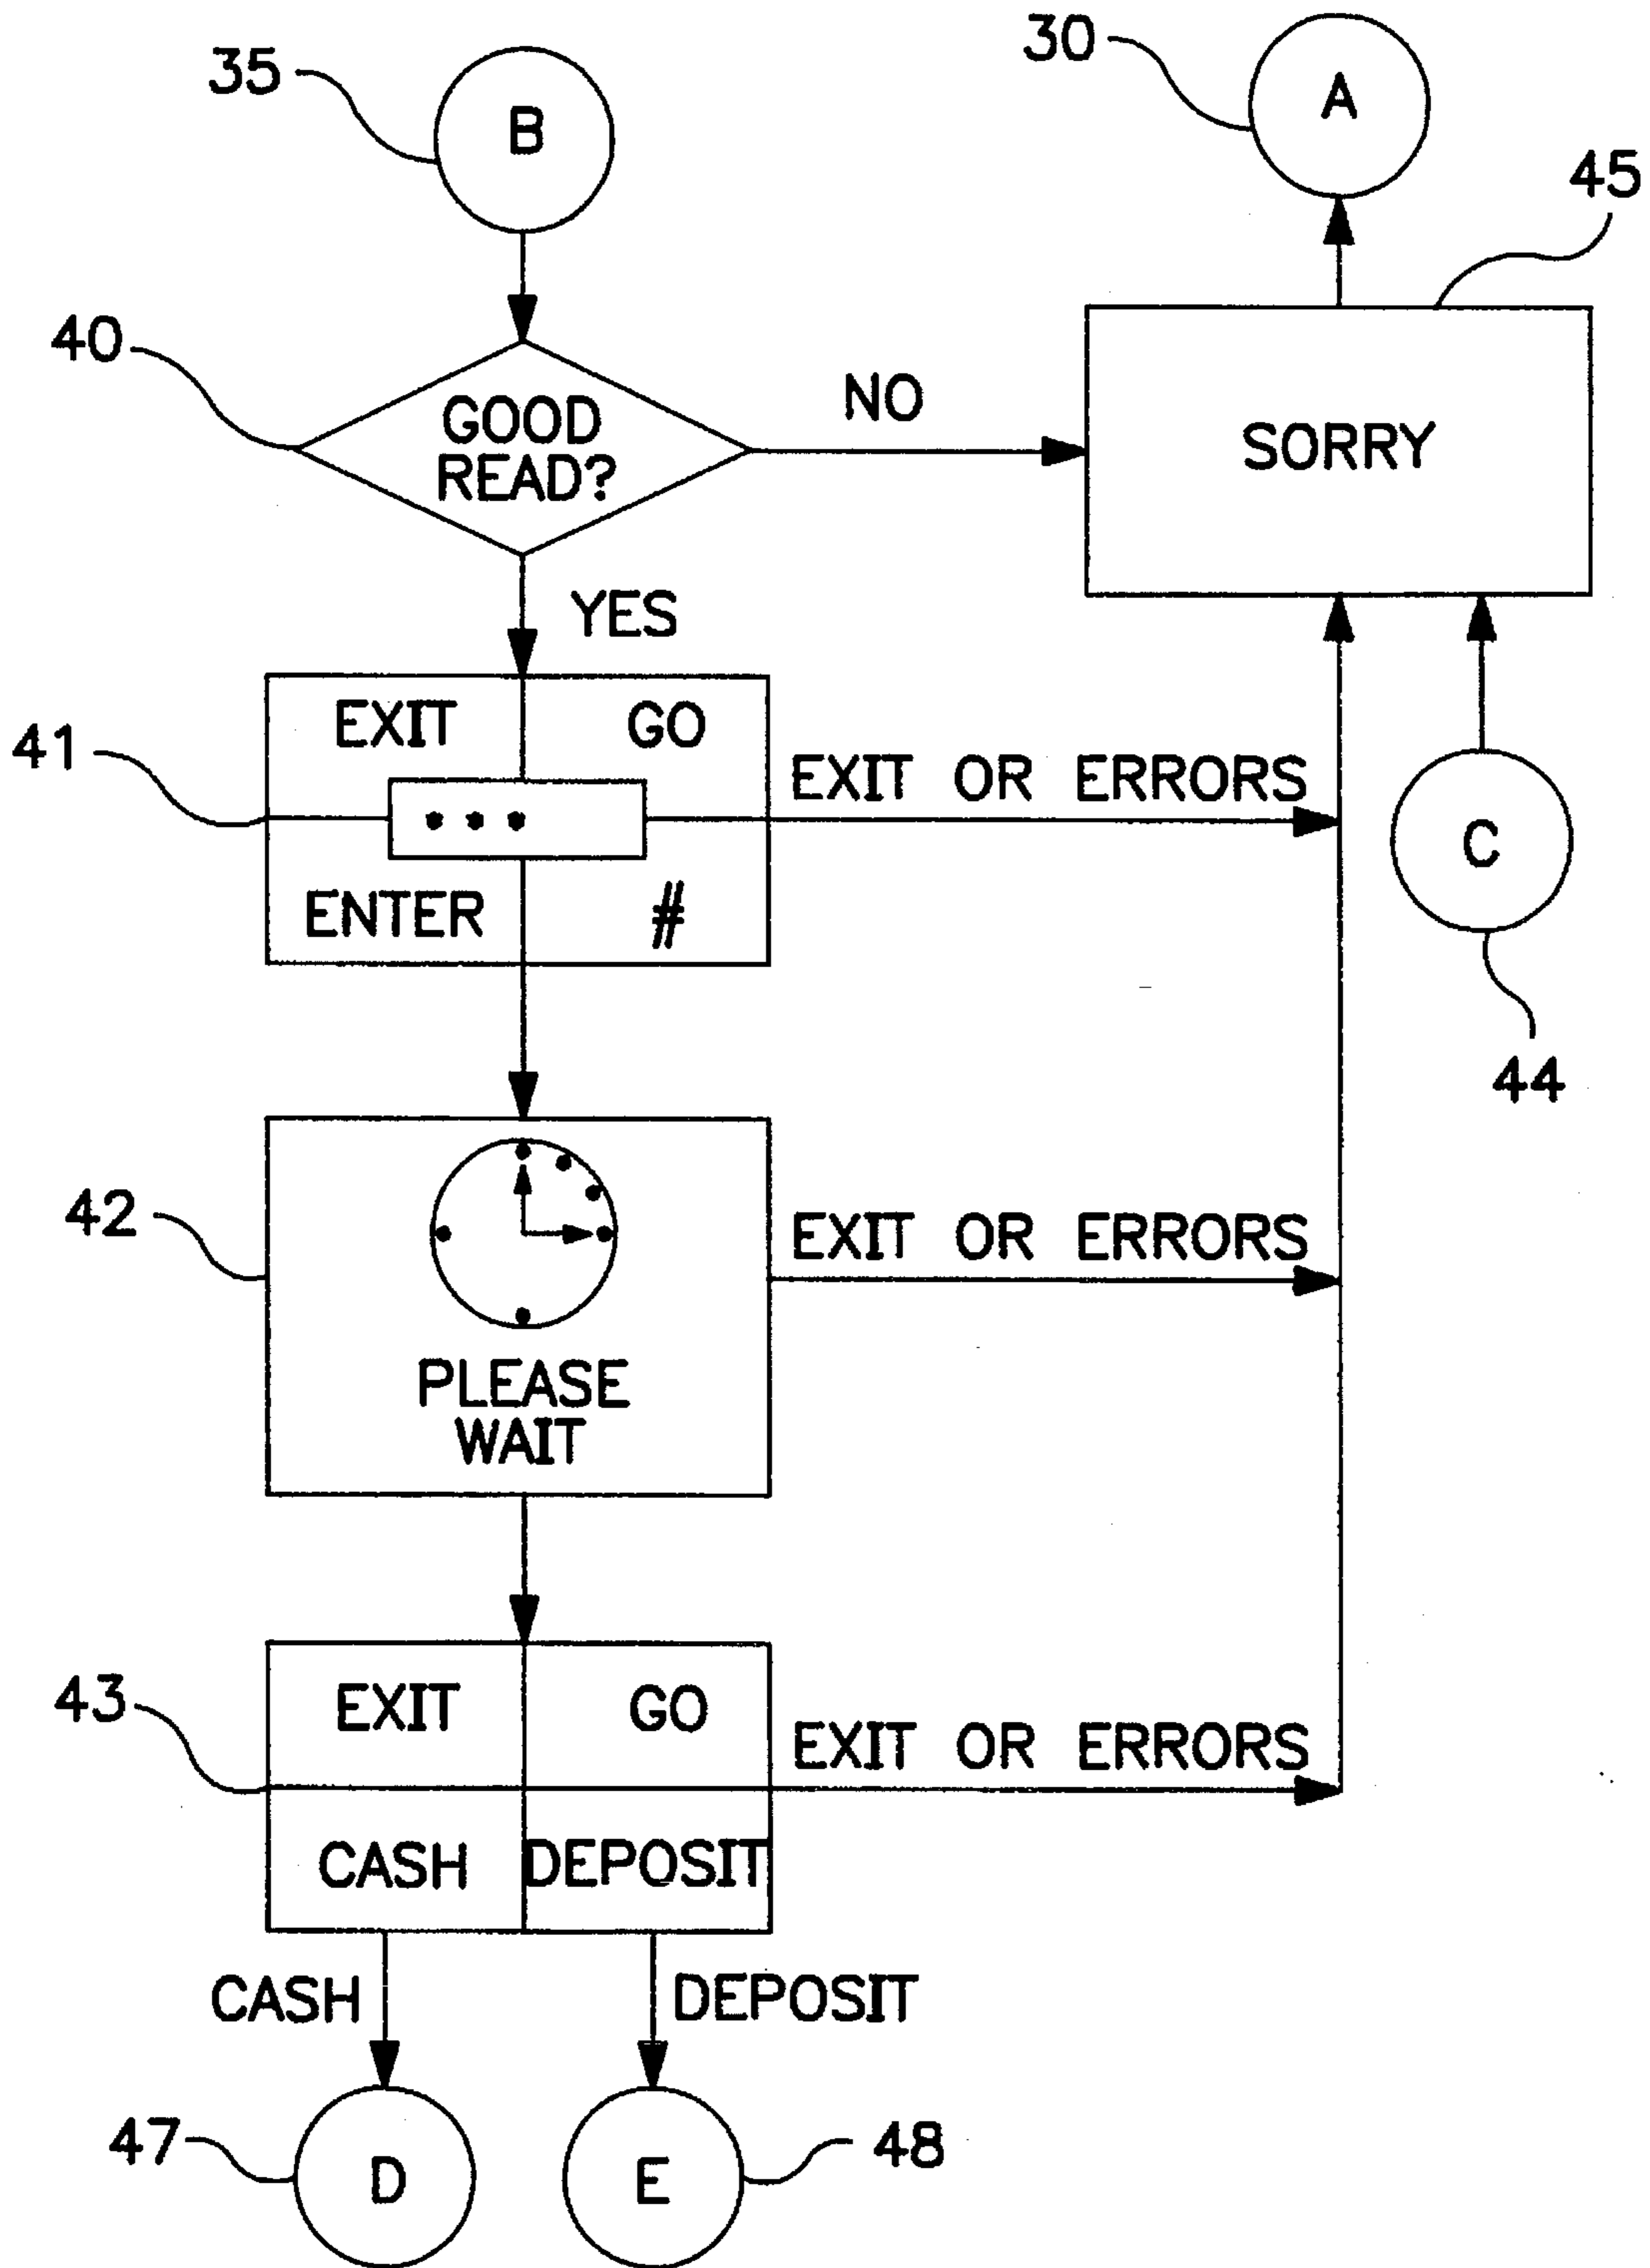 35
B
30
A
45
40
GOOD
READ?
NO
SORRY
YES
41
EXIT
GO
EXIT OR ERRORS
ENTER
#
C
44
42
EXIT OR ERRORS
PLEASE
WAIT
43
EXIT
GO
EXIT OR ERRORS
CASH
DEPOSIT
CASH
DEPOSIT
47
D
E
48